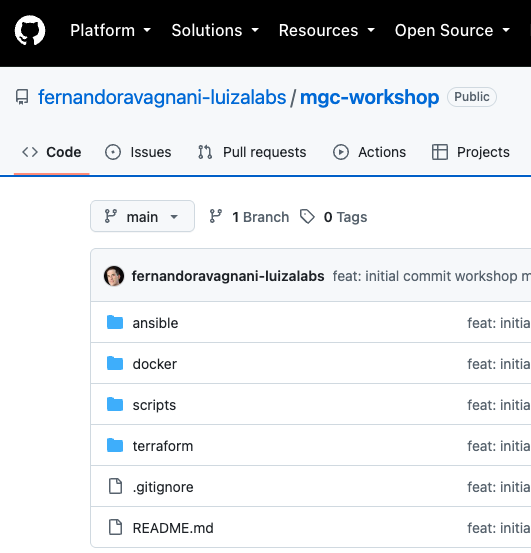 Platform Solutions Resources Open Source
fernandoravagnani-luizalabs / mgc-workshop Public
Code Issues Pull requests Actions Projects
main 1 Branch 0 Tags
fernandoravagnani-luizalabs feat: initial commit workshop m
ansible feat: initia
docker feat: initia
scripts feat: initia
terraform feat: initia
.gitignore feat: initia
README.md feat: initia